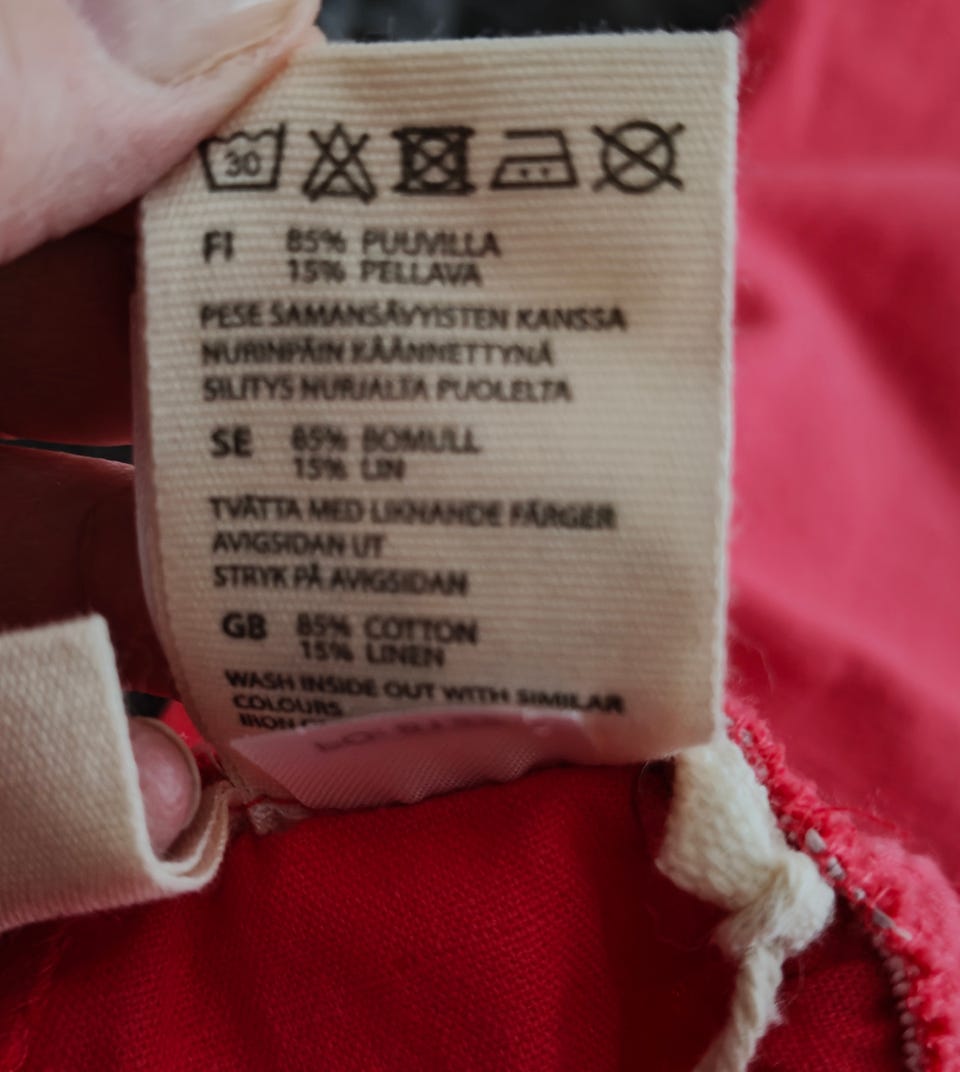 30
FI 85% PUUVILLA
15% PELLAVA
PESE SAMANSÄVYISTEN KANSSA
NURINPÄIN KÄÄNNETTYNÄ
SILITYS NURJALTA PUOLELTA
SE 85% BOMULL
15% LIN
TVÄTTA MED LIKNANDE FÄRGER
AVIGSIDAN UT
STRYK PÅ AVIGSIDAN
GB 85% COTTON
15% LINEN
WASH INSIDE OUT WITH SIMILAR
COLOURS
IRON